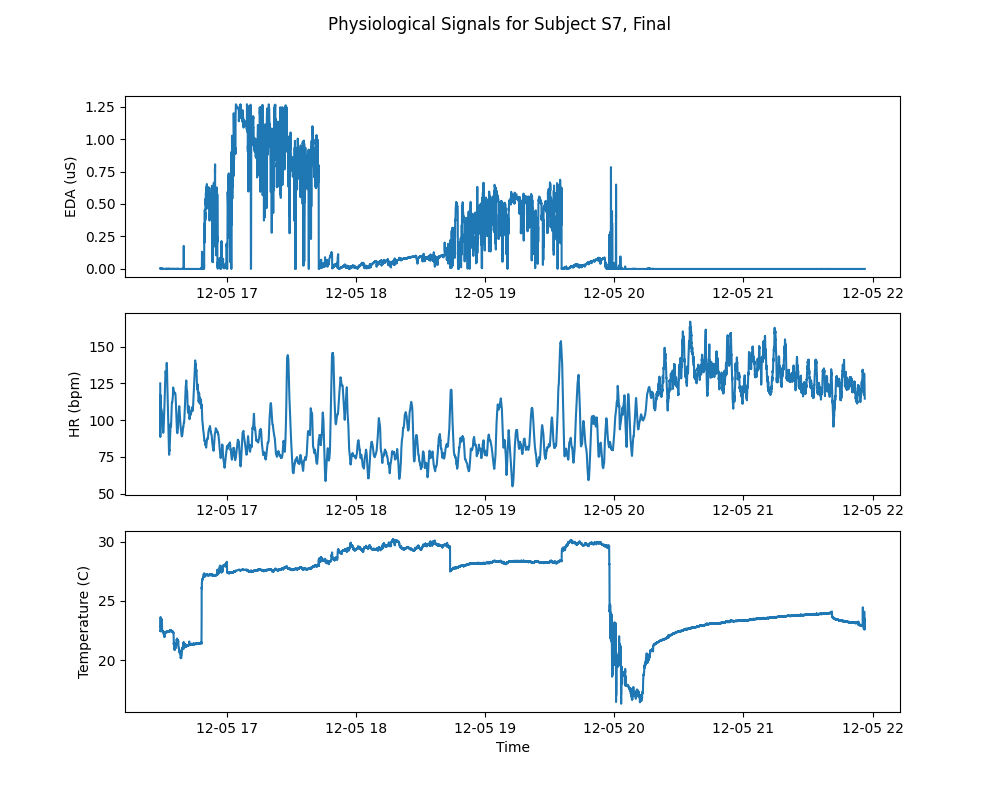 Physiological Signals for Subject S7, Final
EDA (uS)
1.25
1.00
0.75
0.50
0.25
0.00
12-05 17 12-05 18 12-05 19 12-05 20 12-05 21 12-05 22
HR (bpm)
150
125
100
75
50
12-05 17 12-05 18 12-05 19 12-05 20 12-05 21 12-05 22
Temperature (C)
30
25
20
12-05 17 12-05 18 12-05 19 12-05 20 12-05 21 12-05 22
Time